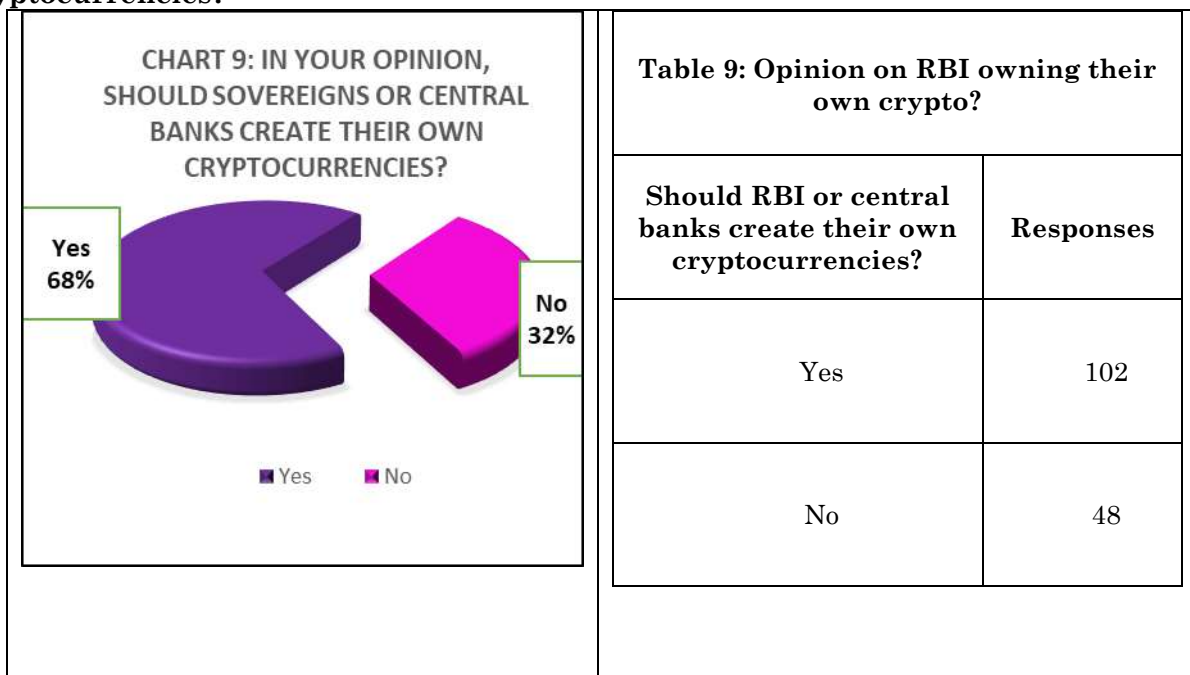 CHART 9: IN YOUR OPINION,
SHOULD SOVEREIGNS OR CENTRAL
BANKS CREATE THEIR OWN
CRYPTOCURRENCIES?
Yes
68%
No
32%
Yes No
Table 9: Opinion on RBI owning their
own crypto?
Should RBI or central
banks create their own
cryptocurrencies?
Responses
Yes 102
No 48